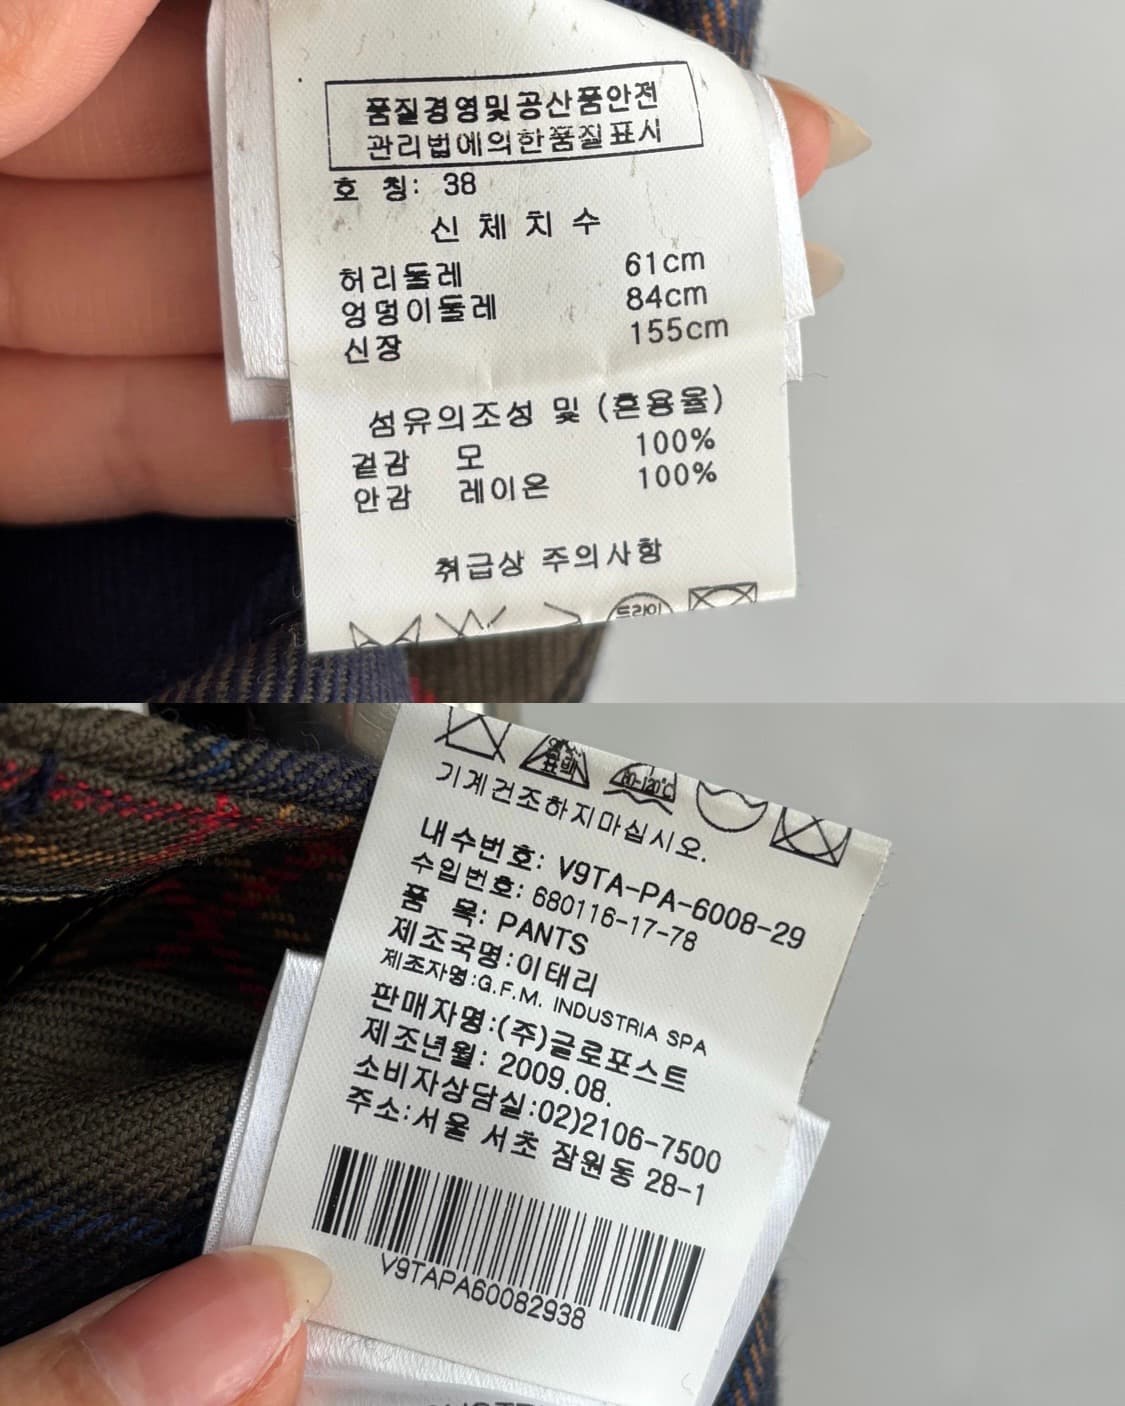 품질경영및공산품안전
관리법에의한품질표시
호 칭: 38
신 체 치 수
허리둘레 61cm
엉덩이둘레 84cm
신장 155cm
섬유의조성 및 (혼용율)
겉감 모 100%
안감 레이온 100%
취급상 주의사항
드라이
표백
80-120℃
기계건조하지마십시오.
내수번호: V9TA-PA-6008-29
수입번호: 680116-17-78
품 목: PANTS
제조국명:이태리
제조자명:G.F.M. INDUSTRIA SPA
판매자명:(주)글로포스트
제조년월: 2009.08.
소비자상담실:02)2106-7500
주소:서울 서초 잠원동 28-1
V9TAPA60082938